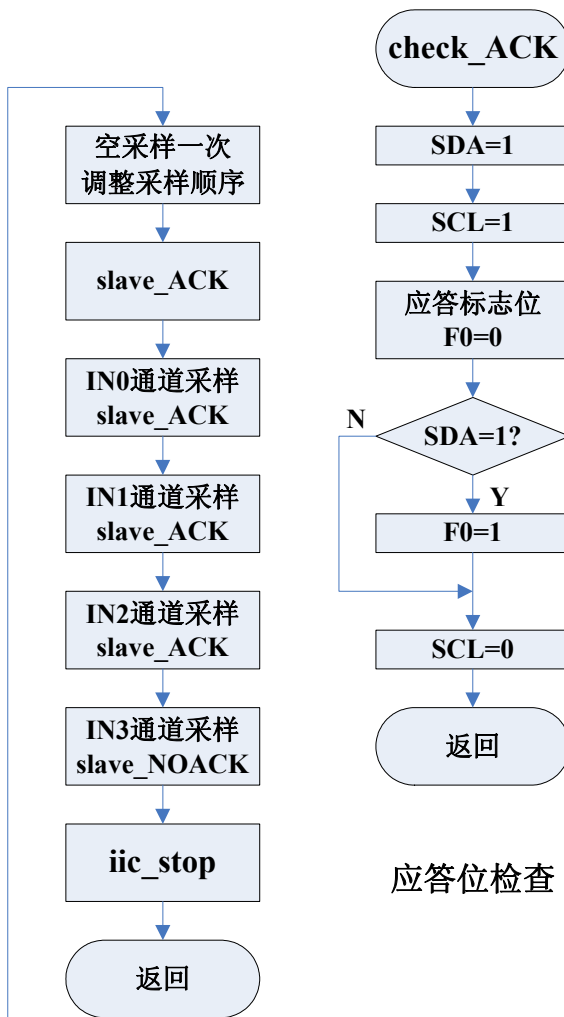 空采样一次
调整采样顺序
slave_ACK
IN0通道采样
slave_ACK
IN1通道采样
slave_ACK
IN2通道采样
slave_ACK
IN3通道采样
slave_NOACK
iic_stop
返回
check_ACK
SDA=1
SCL=1
应答标志位
F0=0
N
SDA=1?
Y
F0=1
SCL=0
返回
应答位检查